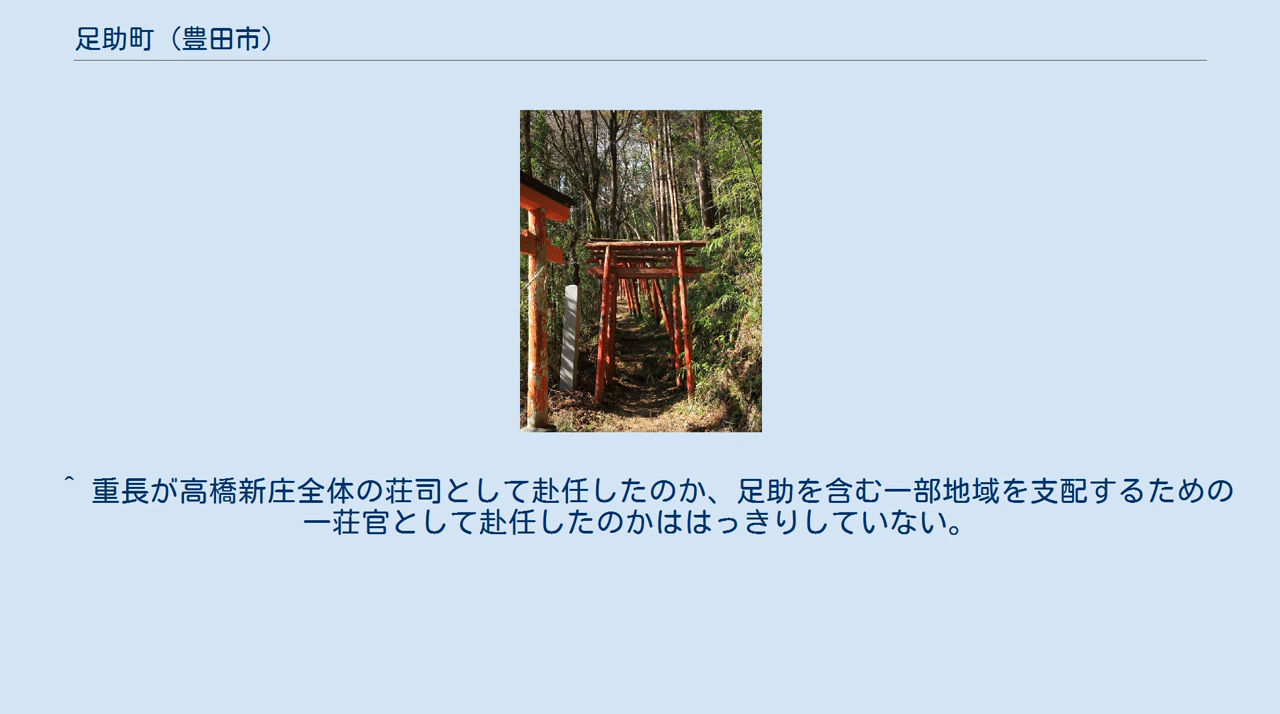 足助町（豊田市）
^ 重長が高橋新庄全体の荘司として赴任したのか、足助を含む一部地域を支配するための
一荘官として赴任したのかははっきりしていない。